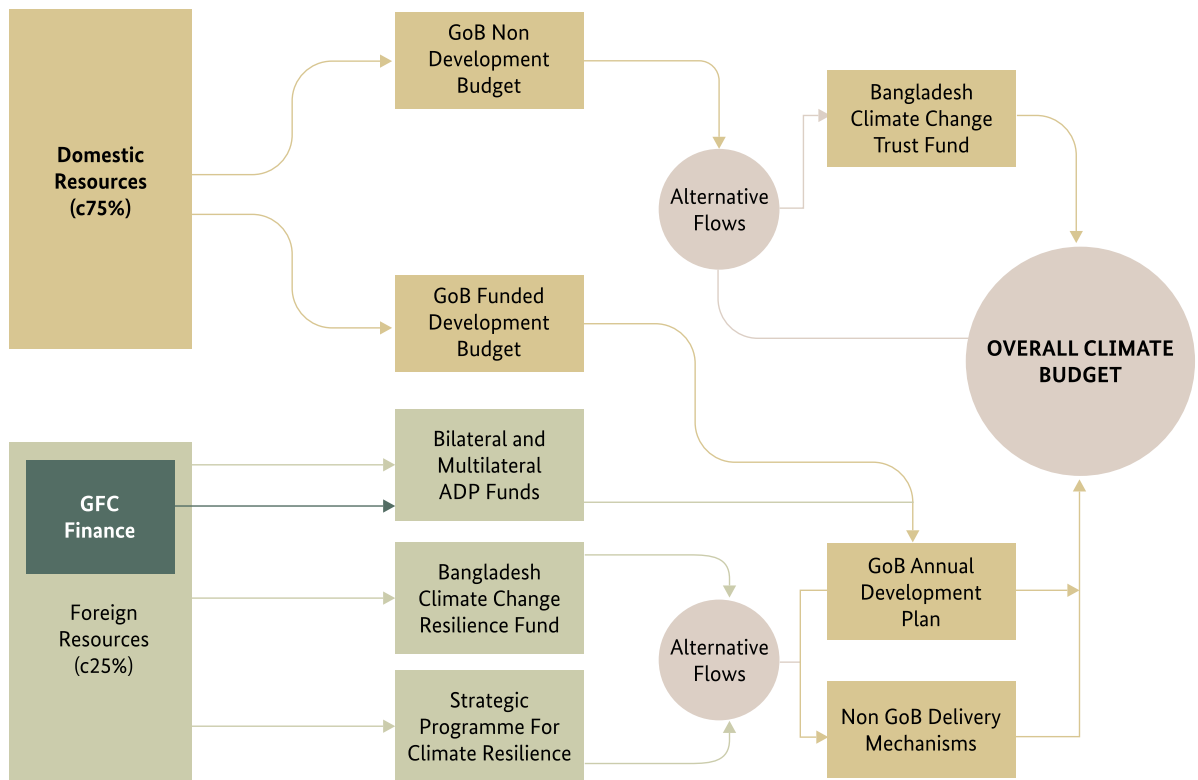 Domestic
Resources
(c75%)
GoB Non
Development
Budget
Alternative
Flows
Bangladesh
Climate Change
Trust Fund
GoB Funded
Development
Budget
OVERALL CLIMATE
BUDGET
GFC
Finance
Foreign
Resources
(c25%)
Bilateral and
Multilateral
ADP Funds
Bangladesh
Climate Change
Resilience Fund
Strategic
Programme For
Climate Resilience
Alternative
Flows
GoB Annual
Development
Plan
Non GoB Delivery
Mechanisms